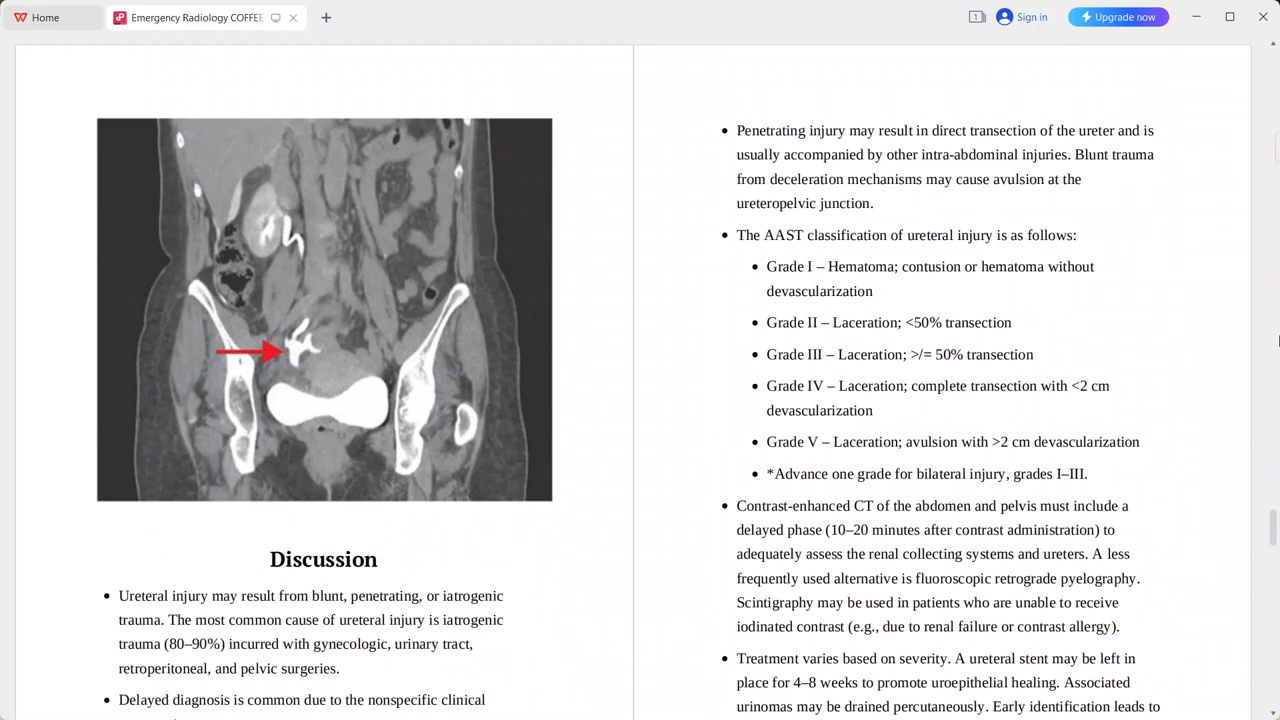 Home
Emergency Radiology COFFEE
1
Sign in
Upgrade now
Discussion
• Ureteral injury may result from blunt, penetrating, or iatrogenic
trauma. The most common cause of ureteral injury is iatrogenic
trauma (80–90%) incurred with gynecologic, urinary tract,
retroperitoneal, and pelvic surgeries.
• Delayed diagnosis is common due to the nonspecific clinical
• Penetrating injury may result in direct transection of the ureter and is
usually accompanied by other intra-abdominal injuries. Blunt trauma
from deceleration mechanisms may cause avulsion at the
ureteropelvic junction.
• The AAST classification of ureteral injury is as follows:
• Grade I – Hematoma; contusion or hematoma without
devascularization
• Grade II – Laceration; <50% transection
• Grade III – Laceration; >/= 50% transection
• Grade IV – Laceration; complete transection with <2 cm
devascularization
• Grade V – Laceration; avulsion with >2 cm devascularization
• *Advance one grade for bilateral injury, grades I–III.
• Contrast-enhanced CT of the abdomen and pelvis must include a
delayed phase (10–20 minutes after contrast administration) to
adequately assess the renal collecting systems and ureters. A less
frequently used alternative is fluoroscopic retrograde pyelography.
Scintigraphy may be used in patients who are unable to receive
iodinated contrast (e.g., due to renal failure or contrast allergy).
• Treatment varies based on severity. A ureteral stent may be left in
place for 4–8 weeks to promote uroepithelial healing. Associated
urinomas may be drained percutaneously. Early identification leads to